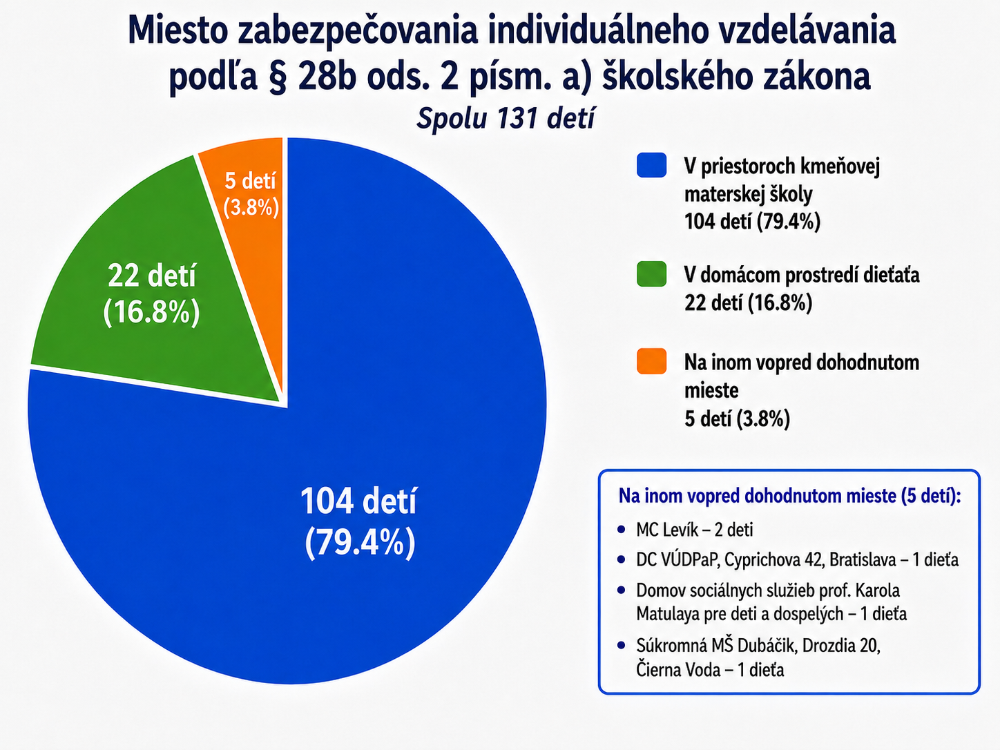 Miesto zabezpečovania individuálneho vzdelávania
podľa § 28b ods. 2 písm. a) školského zákona
Spolu 131 detí
5 detí
(3.8%)
22 detí
(16.8%)
104 detí
(79.4%)
V priestoroch kmeňovej
materskej školy
104 detí (79.4%)
V domácom prostredí dieťaťa
22 detí (16.8%)
Na inom vopred dohodnutom
mieste
5 detí (3.8%)
Na inom vopred dohodnutom mieste (5 detí):
• MC Levík – 2 deti
• DC VÚDPaP, Cyprichova 42, Bratislava – 1 dieťa
• Domov sociálnych služieb prof. Karola
Matulaya pre deti a dospelých – 1 dieťa
• Súkromná MŠ Dubáčik, Drozdia 20,
Čierna Voda – 1 dieťa